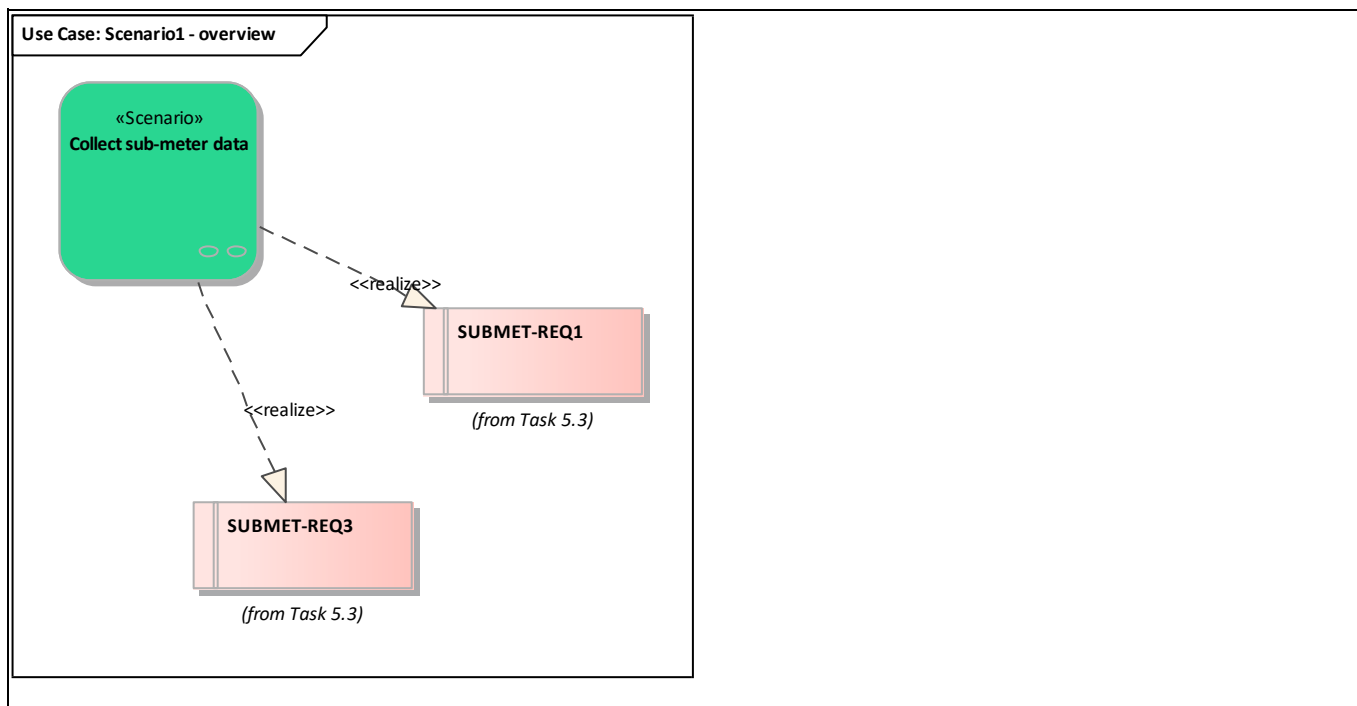 Use Case: Scenario1 - overview
«Scenario»
Collect sub-meter data
<<realize>>
SUBMET-REQ1
(from Task 5.3)
<<realize>>
SUBMET-REQ3
(from Task 5.3)